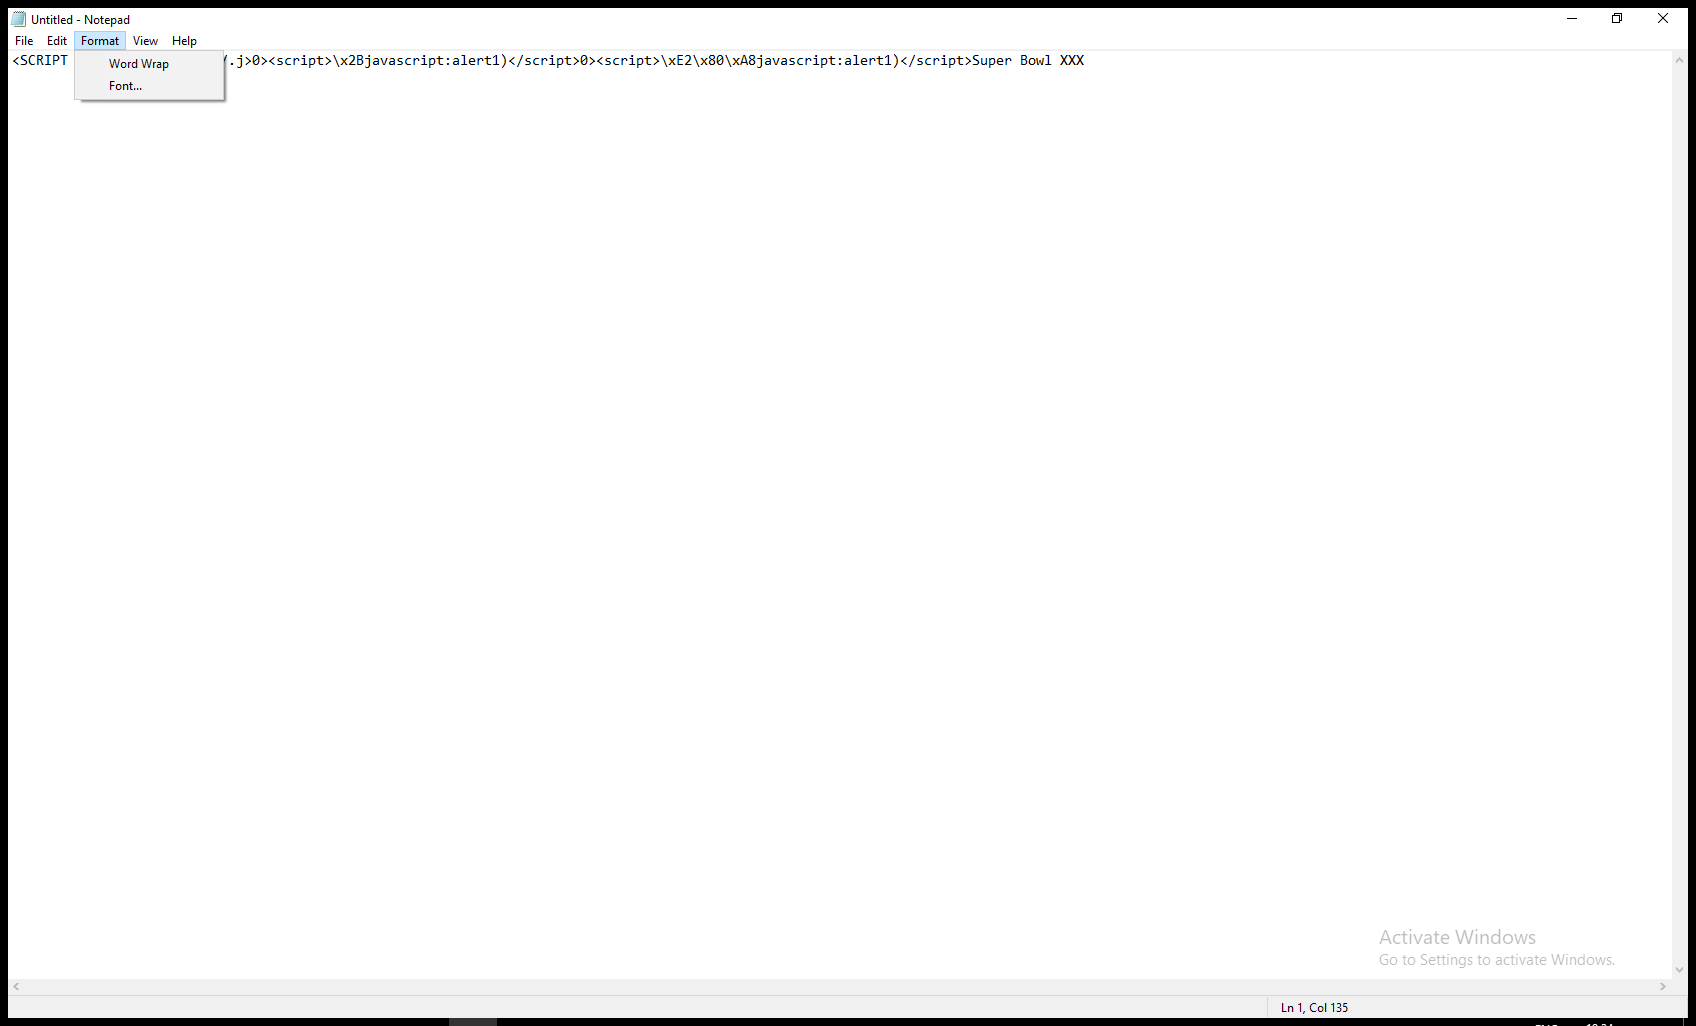 Untitled - Notepad
File Edit Format View Help
<SCRIPT /.j>0><script>\x2Bjavascript:alert1)</script>0><script>\xE2\x80\xA8javascript:alert1)</script>Super Bowl XXX
Word Wrap
Font...
Activate Windows
Go to Settings to activate Windows.
Ln 1, Col 135